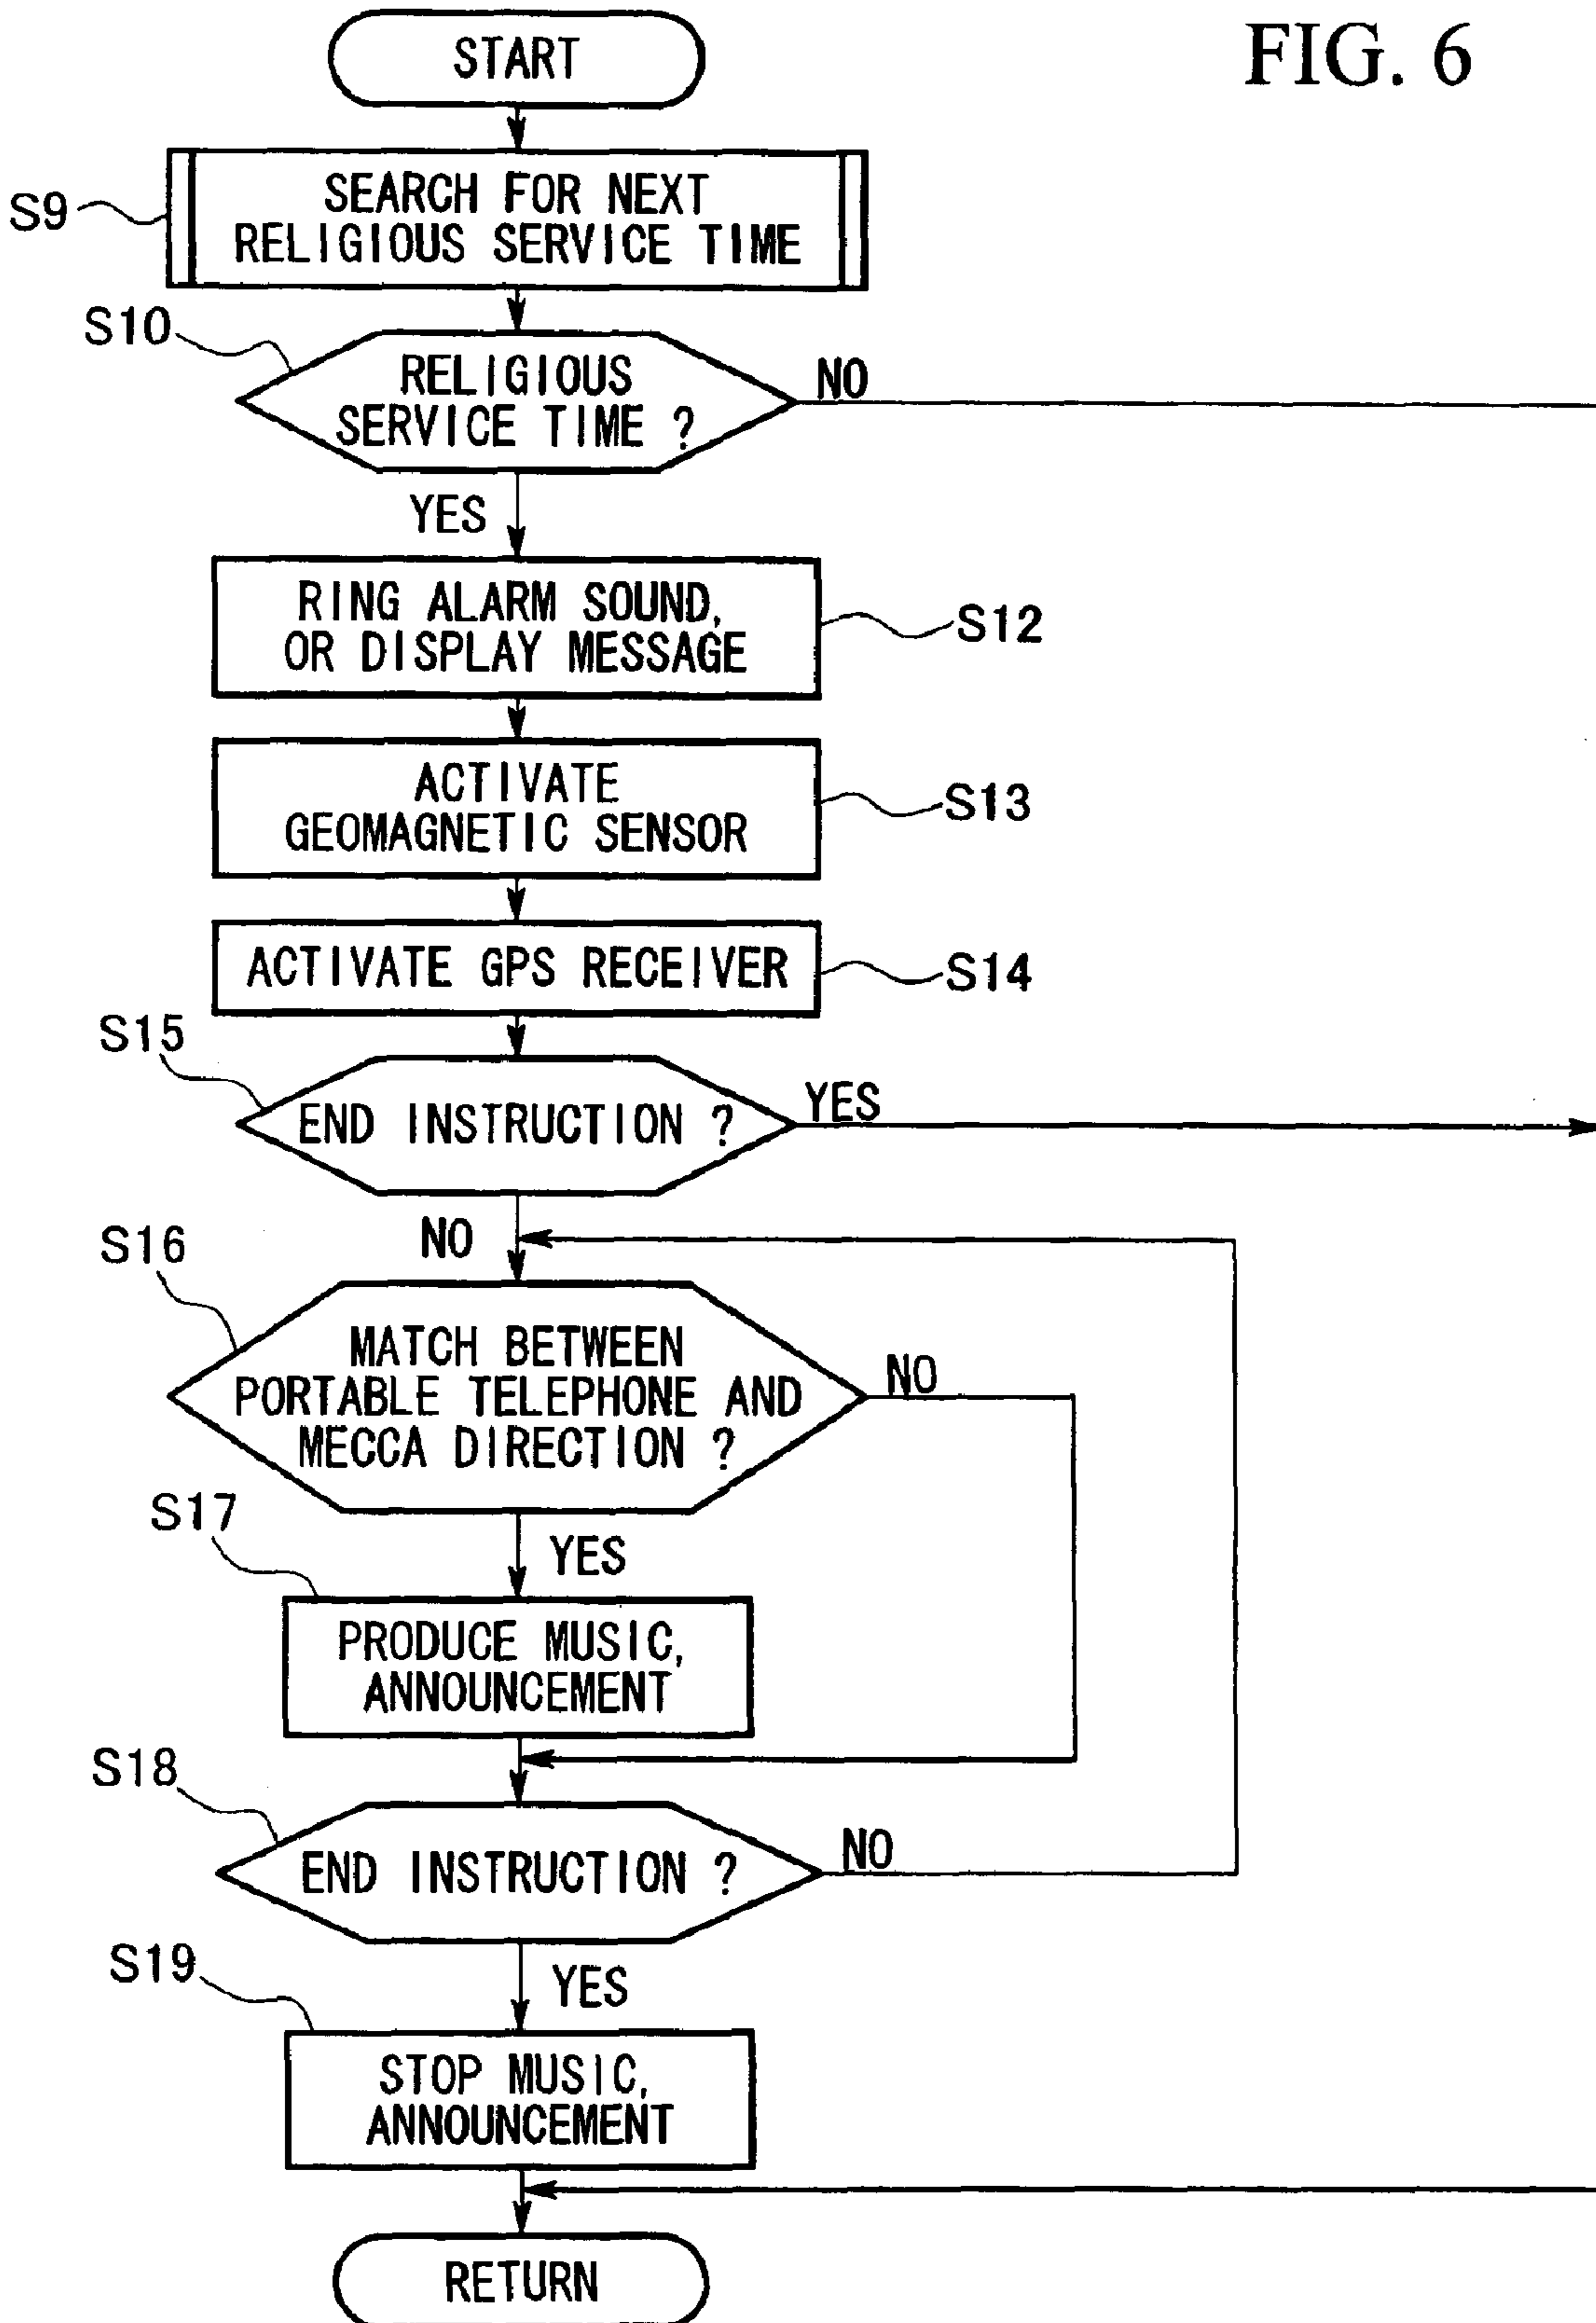 FIG. 6
START
S9
SEARCH FOR NEXT
RELIGIOUS SERVICE TIME
S10
RELIGIOUS
SERVICE TIME ?
NO
YES
RING ALARM SOUND,
OR DISPLAY MESSAGE
S12
ACTIVATE
GEOMAGNETIC SENSOR
S13
ACTIVATE GPS RECEIVER
S14
S15
END INSTRUCTION ?
YES
NO
S16
MATCH BETWEEN
PORTABLE TELEPHONE AND
MECCA DIRECTION ?
NO
YES
S17
PRODUCE MUSIC,
ANNOUNCEMENT
S18
END INSTRUCTION ?
NO
YES
S19
STOP MUSIC,
ANNOUNCEMENT
RETURN